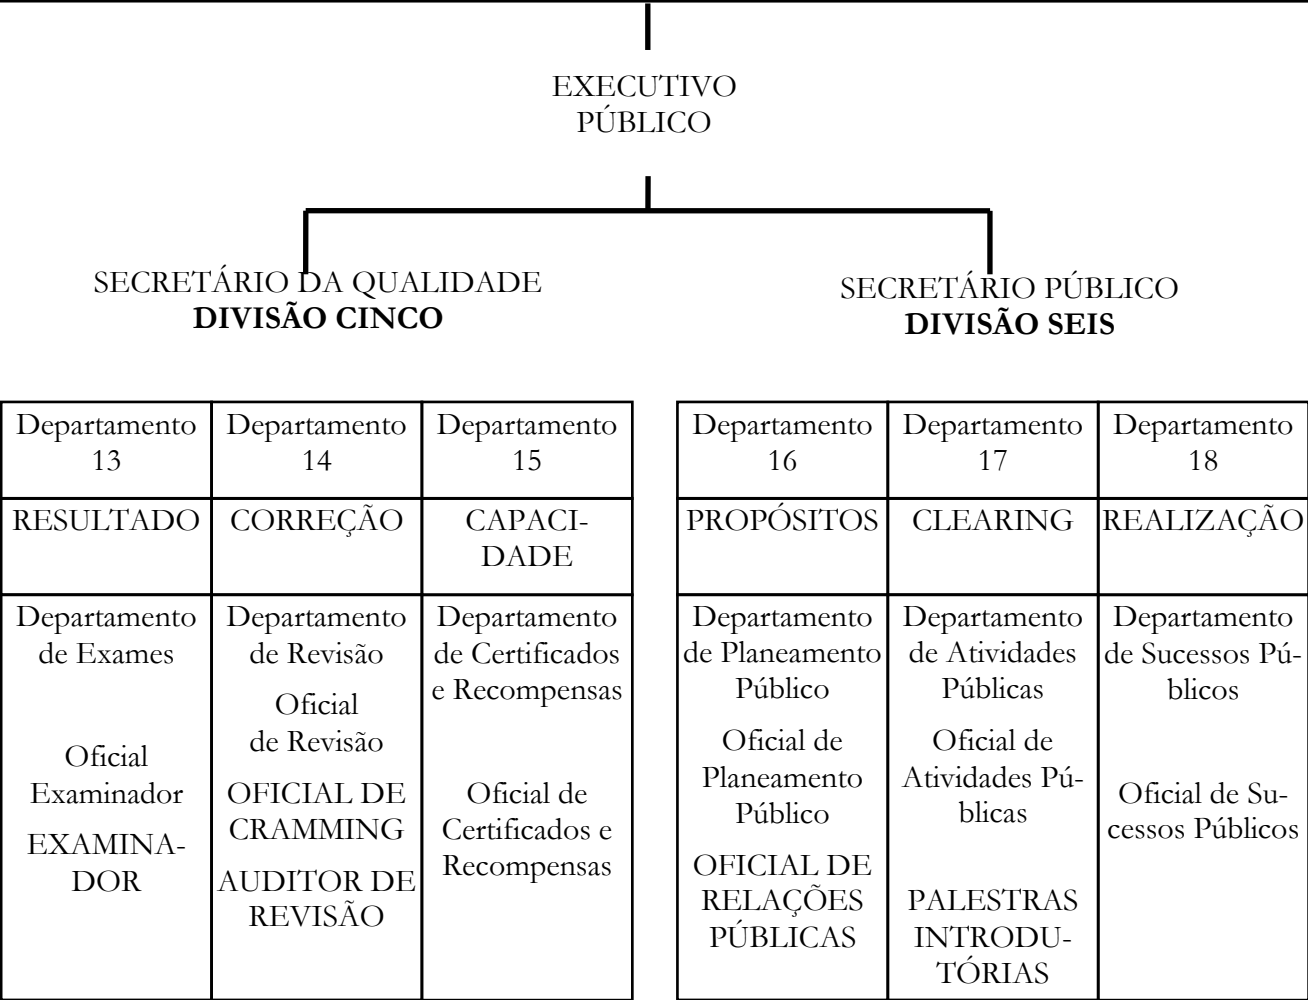 EXECUTIVO
PÚBLICO
SECRETÁRIO DA QUALIDADE
DIVISÃO CINCO
SECRETÁRIO PÚBLICO
DIVISÃO SEIS
Departamento
13
Departamento
14
Departamento
15
RESULTADO
CORREÇÃO
CAPACI-
DADE
Departamento
de Exames
Oficial
Examinador
EXAMINA-
DOR
Departamento
de Revisão
Oficial
de Revisão
OFICIAL DE
CRAMMING
AUDITOR DE
REVISÃO
Departamento
de Certificados
e Recompensas
Oficial de
Certificados e
Recompensas
Departamento
16
Departamento
17
Departamento
18
PROPÓSITOS
CLEARING
REALIZAÇÃO
Departamento
de Planeamento
Público
Oficial de
Planeamento
Público
OFICIAL DE
RELAÇÕES
PÚBLICAS
Departamento
de Atividades
Públicas
Oficial de
Atividades Pú-
blicas
PALESTRAS
INTRODU-
TÓRIAS
Departamento
de Sucessos Pú-
blicos
Oficial de Su-
cessos Públicos